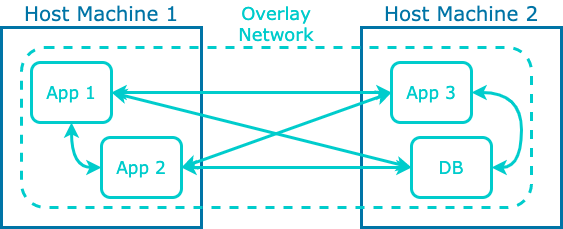 Host Machine 1
Overlay
Network
Host Machine 2
App 1
App 3
App 2
DB